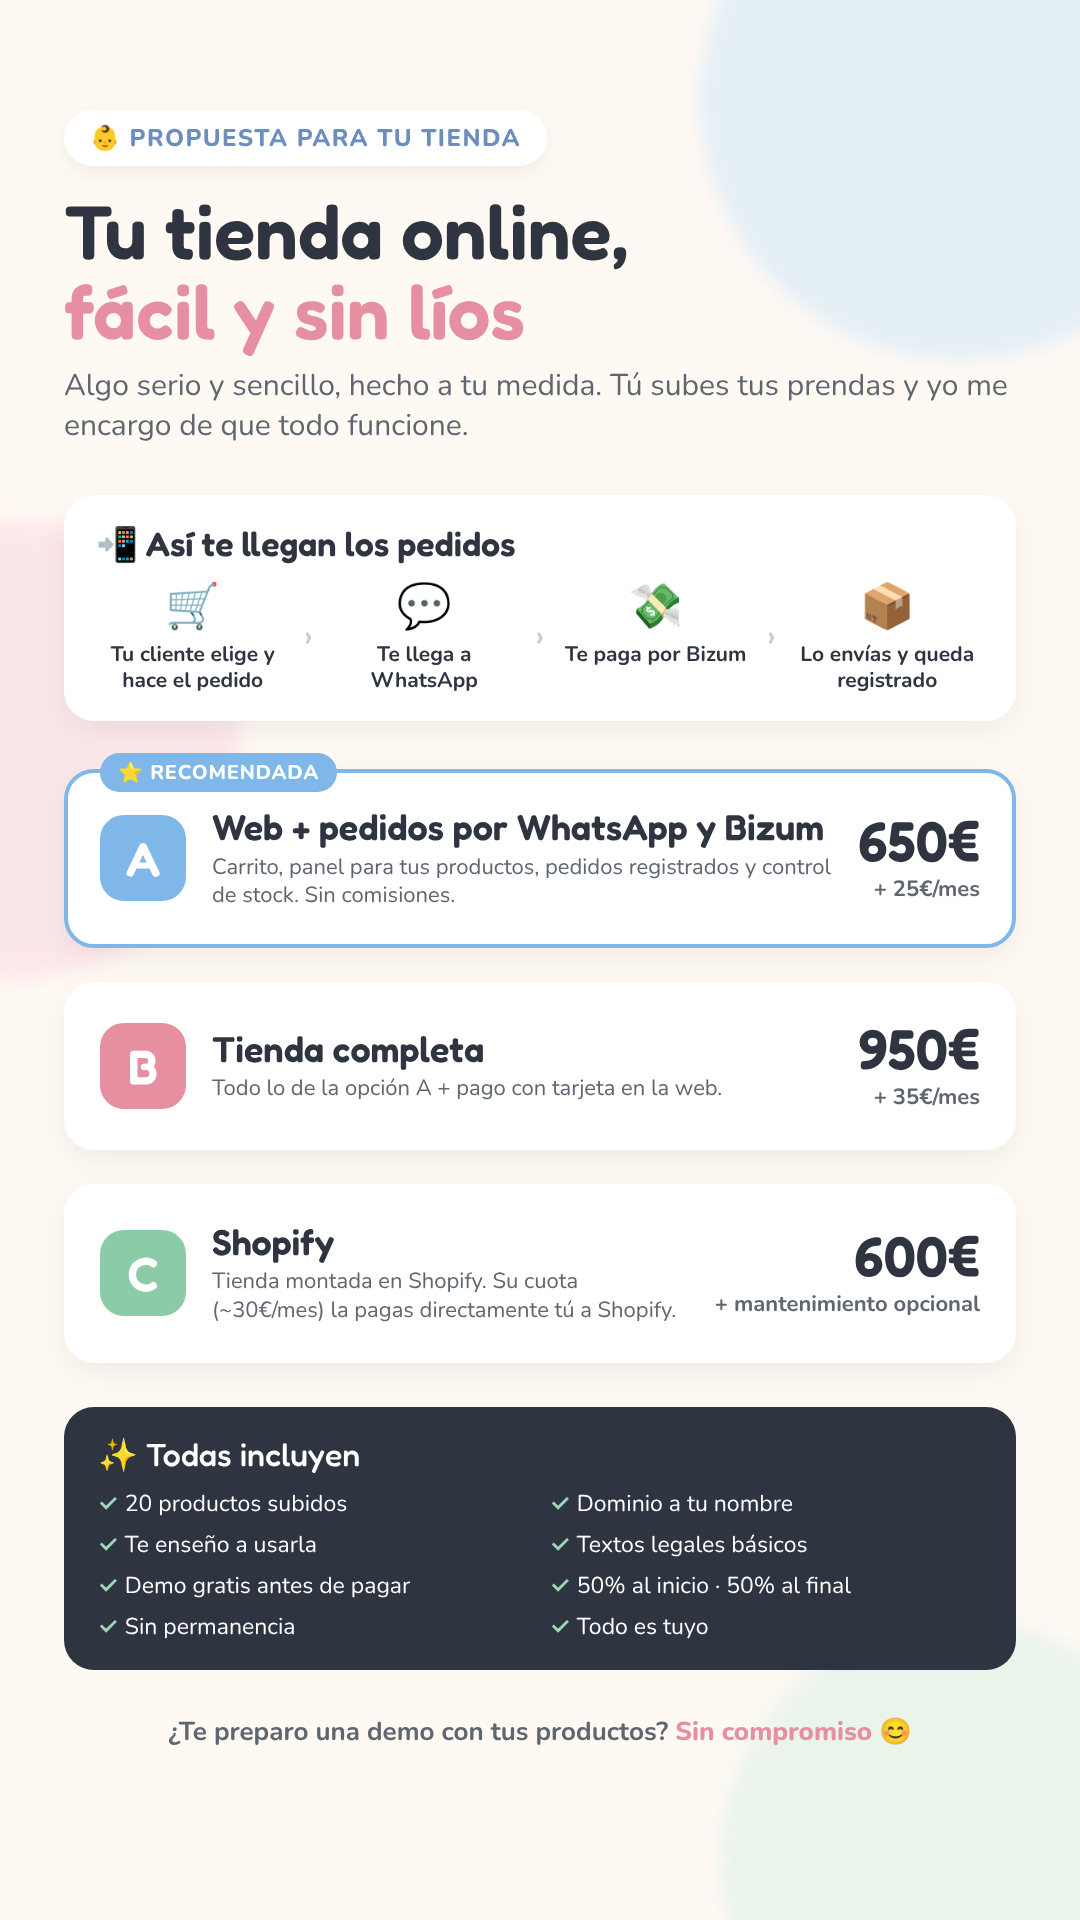 👶 PROPUESTA PARA TU TIENDA
Tu tienda online,
fácil y sin líos
Algo serio y sencillo, hecho a tu medida. Tú subes tus prendas y yo me
encargo de que todo funcione.
📲 Así te llegan los pedidos
Tu cliente elige y
hace el pedido
›
Te llega a
WhatsApp
›
Te paga por Bizum
›
Lo envías y queda
registrado
⭐ RECOMENDADA
A
Web + pedidos por WhatsApp y Bizum
Carrito, panel para tus productos, pedidos registrados y control
de stock. Sin comisiones.
650€
+ 25€/mes
B
Tienda completa
Todo lo de la opción A + pago con tarjeta en la web.
950€
+ 35€/mes
C
Shopify
Tienda montada en Shopify. Su cuota
(~30€/mes) la pagas directamente tú a Shopify.
600€
+ mantenimiento opcional
✨ Todas incluyen
✓ 20 productos subidos
✓ Dominio a tu nombre
✓ Te enseño a usarla
✓ Textos legales básicos
✓ Demo gratis antes de pagar
✓ 50% al inicio · 50% al final
✓ Sin permanencia
✓ Todo es tuyo
¿Te preparo una demo con tus productos? Sin compromiso 😊